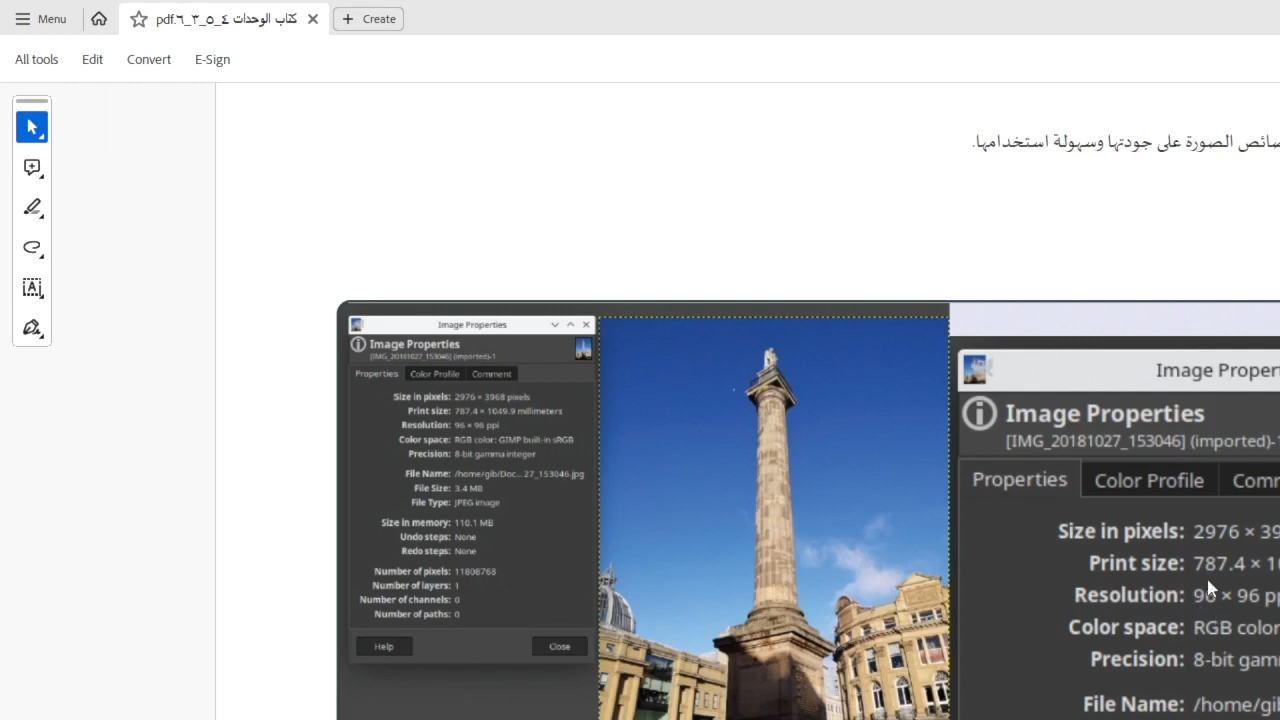 Menu
كتاب الوحدات ٤_٥_٣_٦.pdf
Create
All tools
Edit
Convert
E-Sign
الصورة على جودتها وسهولة استخدامها.
Image Properties
Image Properties
[IMG_20181027_153046] (imported)-1
Properties
Color Profile
Comment
Size in pixels: 2976 × 3968 pixels
Print size: 787.4 × 1049.9 millimeters
Resolution: 96 × 96 ppi
Color space: RGB color: GIMP built-in sRGB
Precision: 8-bit gamma integer
File Name: /home/gib/Doc... 27_153046.jpg
File Size: 3.4 MB
File Type: JPEG image
Size in memory: 110.1 MB
Undo steps: None
Redo steps: None
Number of pixels: 11808768
Number of layers: 1
Number of channels: 0
Number of paths: 0
Help
Close
Image Proper
Image Properties
[IMG_20181027_153046] (imported)-
Properties
Color Profile
Com
Size in pixels: 2976 × 39
Print size: 787.4 ×
Resolution: 96 × 96 pp
Color space: RGB color
Precision: 8-bit gam
File Name: /home/gi